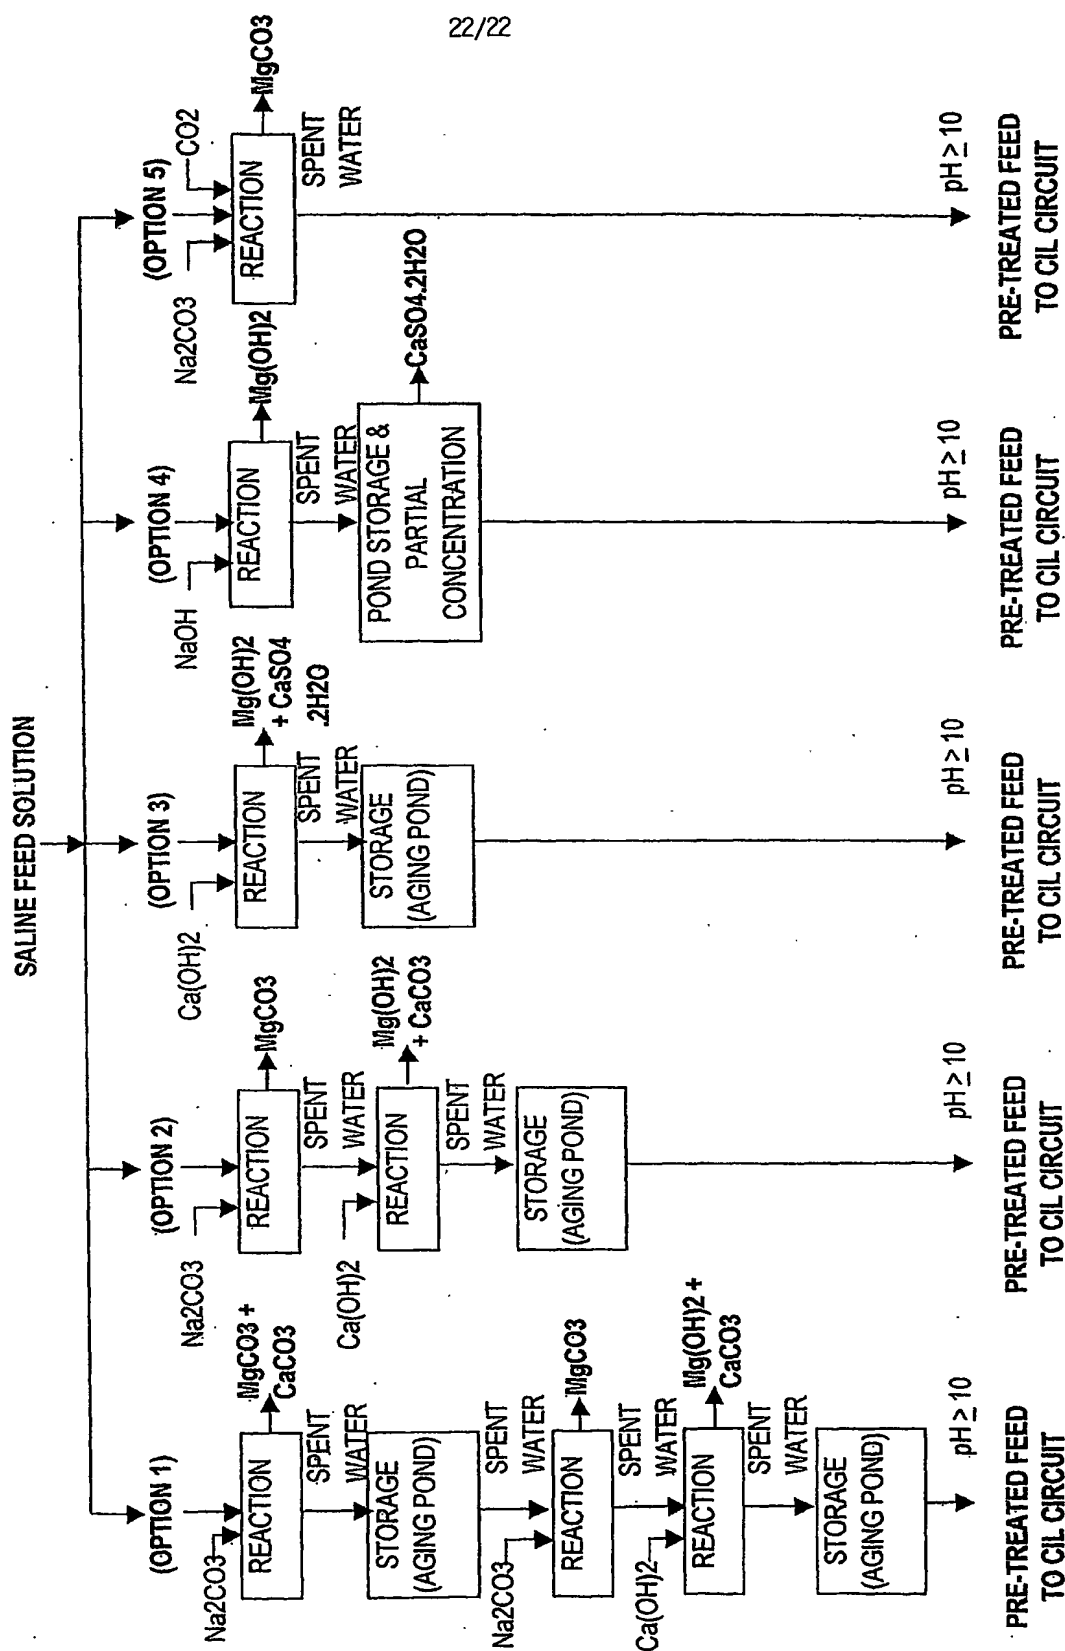 22/22
SALINE FEED SOLUTION
(OPTION 1)
Na2CO3
REACTION
MgCO3 +
CaCO3
SPENT
WATER
STORAGE
(AGING POND)
SPENT
WATER
Na2CO3
REACTION
MgCO3
SPENT
WATER
Ca(OH)2
REACTION
Mg(OH)2 +
CaCO3
SPENT
WATER
STORAGE
(AGING POND)
pH ≥ 10
PRE-TREATED FEED
TO CIL CIRCUIT
(OPTION 2)
Na2CO3
REACTION
MgCO3
SPENT
WATER
Ca(OH)2
REACTION
Mg(OH)2
+ CaCO3
SPENT
WATER
STORAGE
(AGING POND)
pH ≥ 10
PRE-TREATED FEED
TO CIL CIRCUIT
(OPTION 3)
Ca(OH)2
REACTION
Mg(OH)2
+ CaSO4
.2H2O
SPENT
WATER
STORAGE
(AGING POND)
pH ≥ 10
PRE-TREATED FEED
TO CIL CIRCUIT
(OPTION 4)
NaOH
REACTION
Mg(OH)2
SPENT
WATER
POND STORAGE &
PARTIAL
CONCENTRATION
CaSO4.2H2O
pH ≥ 10
PRE-TREATED FEED
TO CIL CIRCUIT
(OPTION 5)
Na2CO3
CO2
REACTION
MgCO3
SPENT
WATER
pH ≥ 10
PRE-TREATED FEED
TO CIL CIRCUIT